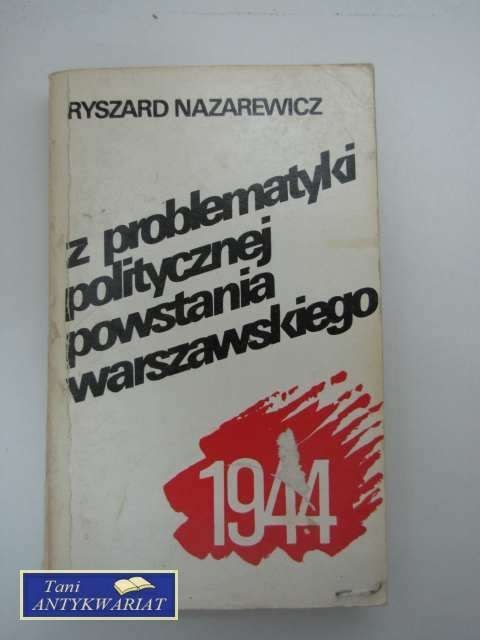 RYSZARD NAZAREWICZ
z problematyki
politycznej
powstania
warszawskiego
1944
Tani
ANTYKWARIAT